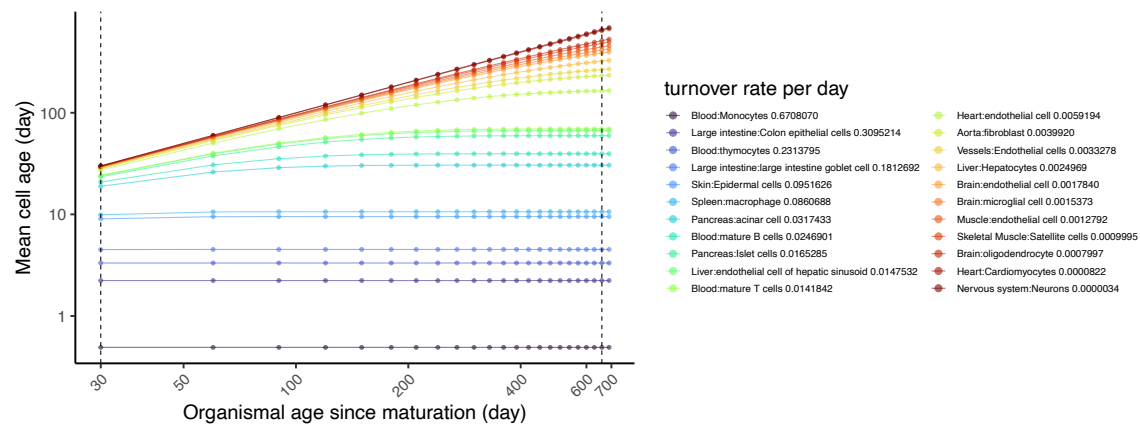 Mean cell age (day)
100
10
1
30
50
100
200
400
600
700
Organismal age since maturation (day)
turnover rate per day
Blood:Monocytes 0.6708070
Large intestine:Colon epithelial cells 0.3095214
Blood:thymocytes 0.2313795
Large intestine:large intestine goblet cell 0.1812692
Skin:Epidermal cells 0.0951626
Spleen:macrophage 0.0860688
Pancreas:acinar cell 0.0317433
Blood:mature B cells 0.0246901
Pancreas:Islet cells 0.0165285
Liver:endothelial cell of hepatic sinusoid 0.0147532
Blood:mature T cells 0.0141842
Heart:endothelial cell 0.0059194
Aorta:fibroblast 0.0039920
Vessels:Endothelial cells 0.0033278
Liver:Hepatocytes 0.0024969
Brain:endothelial cell 0.0017840
Brain:microglial cell 0.0015373
Muscle:endothelial cell 0.0012792
Skeletal Muscle:Satellite cells 0.0009995
Brain:oligodendrocyte 0.0007997
Heart:Cardiomyocytes 0.0000822
Nervous system:Neurons 0.0000034